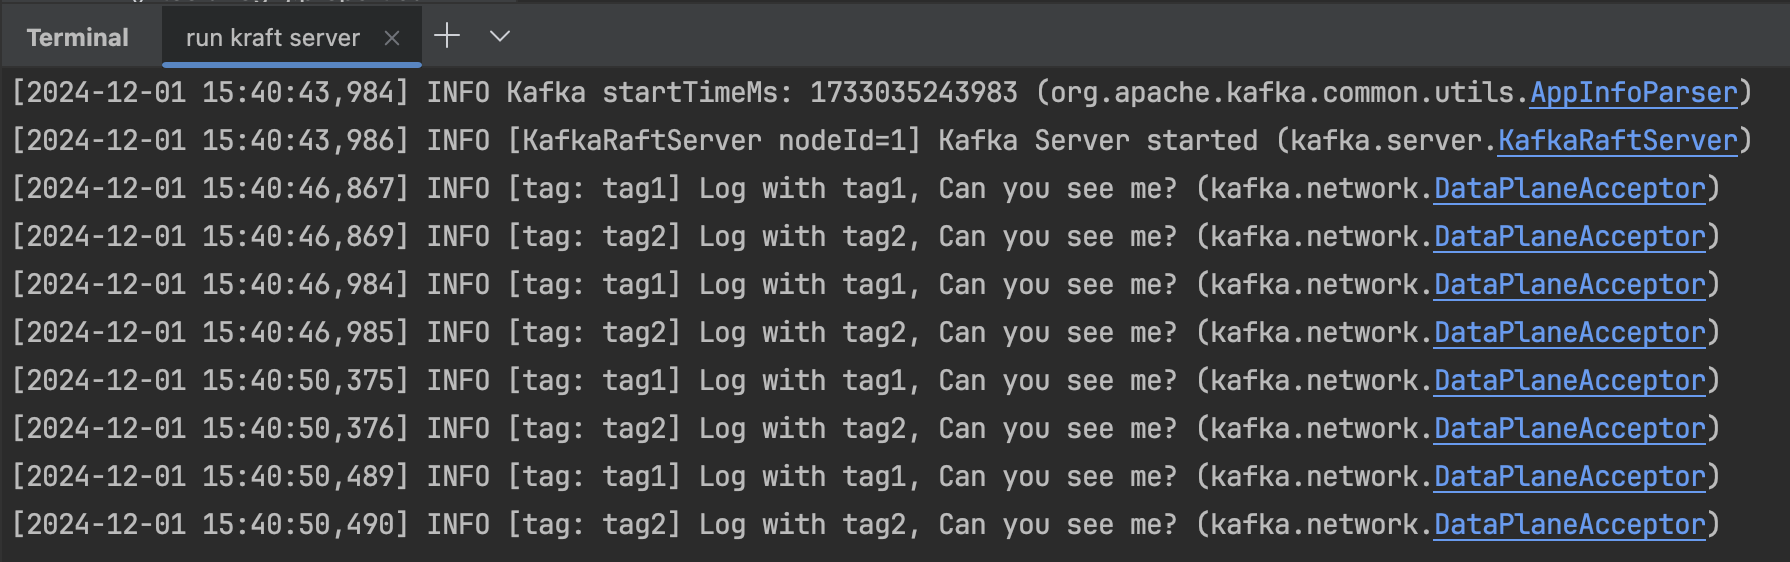 Terminal run kraft server
[2024-12-01 15:40:43,984] INFO Kafka startTimeMs: 1733035243983 (org.apache.kafka.common.utils.AppInfoParser)
[2024-12-01 15:40:43,986] INFO [KafkaRaftServer nodeId=1] Kafka Server started (kafka.server.KafkaRaftServer)
[2024-12-01 15:40:46,867] INFO [tag: tag1] Log with tag1, Can you see me? (kafka.network.DataPlaneAcceptor)
[2024-12-01 15:40:46,869] INFO [tag: tag2] Log with tag2, Can you see me? (kafka.network.DataPlaneAcceptor)
[2024-12-01 15:40:46,984] INFO [tag: tag1] Log with tag1, Can you see me? (kafka.network.DataPlaneAcceptor)
[2024-12-01 15:40:46,985] INFO [tag: tag2] Log with tag2, Can you see me? (kafka.network.DataPlaneAcceptor)
[2024-12-01 15:40:50,375] INFO [tag: tag1] Log with tag1, Can you see me? (kafka.network.DataPlaneAcceptor)
[2024-12-01 15:40:50,376] INFO [tag: tag2] Log with tag2, Can you see me? (kafka.network.DataPlaneAcceptor)
[2024-12-01 15:40:50,489] INFO [tag: tag1] Log with tag1, Can you see me? (kafka.network.DataPlaneAcceptor)
[2024-12-01 15:40:50,490] INFO [tag: tag2] Log with tag2, Can you see me? (kafka.network.DataPlaneAcceptor)